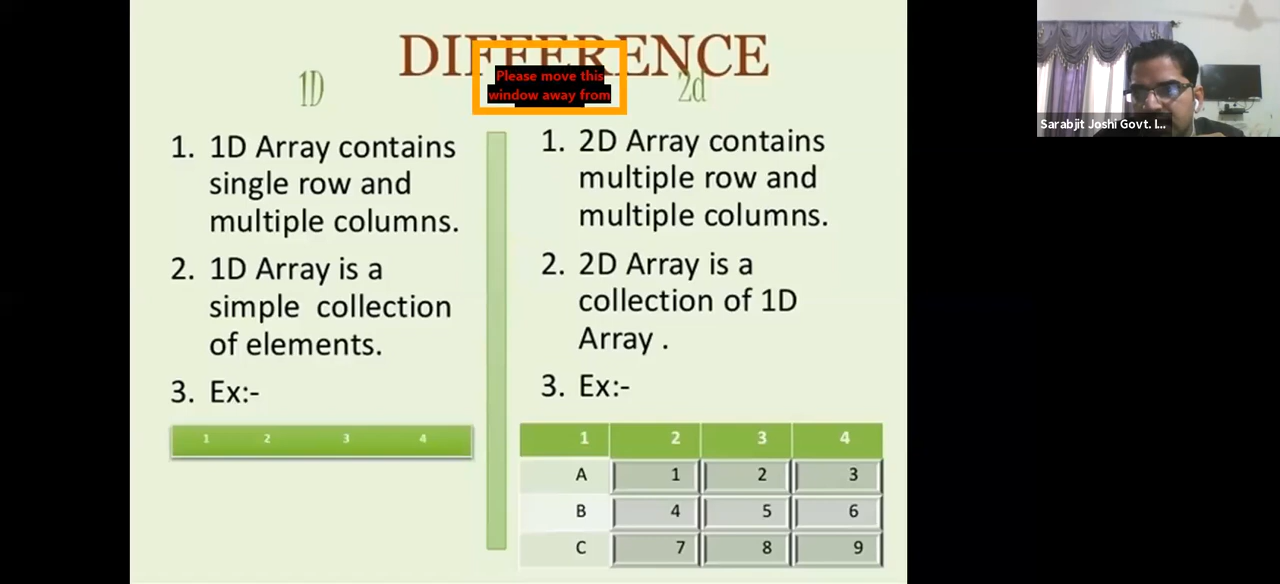 DIFFERENCE
Please move this
window away from
1D
1. 1D Array contains
single row and
multiple columns.
2. 1D Array is a
simple collection
of elements.
3. Ex:-
1 2 3 4
2d
1. 2D Array contains
multiple row and
multiple columns.
2. 2D Array is a
collection of 1D
Array .
3. Ex:-
1 2 3 4
A 1 2 3
B 4 5 6
C 7 8 9
Sarabjit Joshi Govt. I...